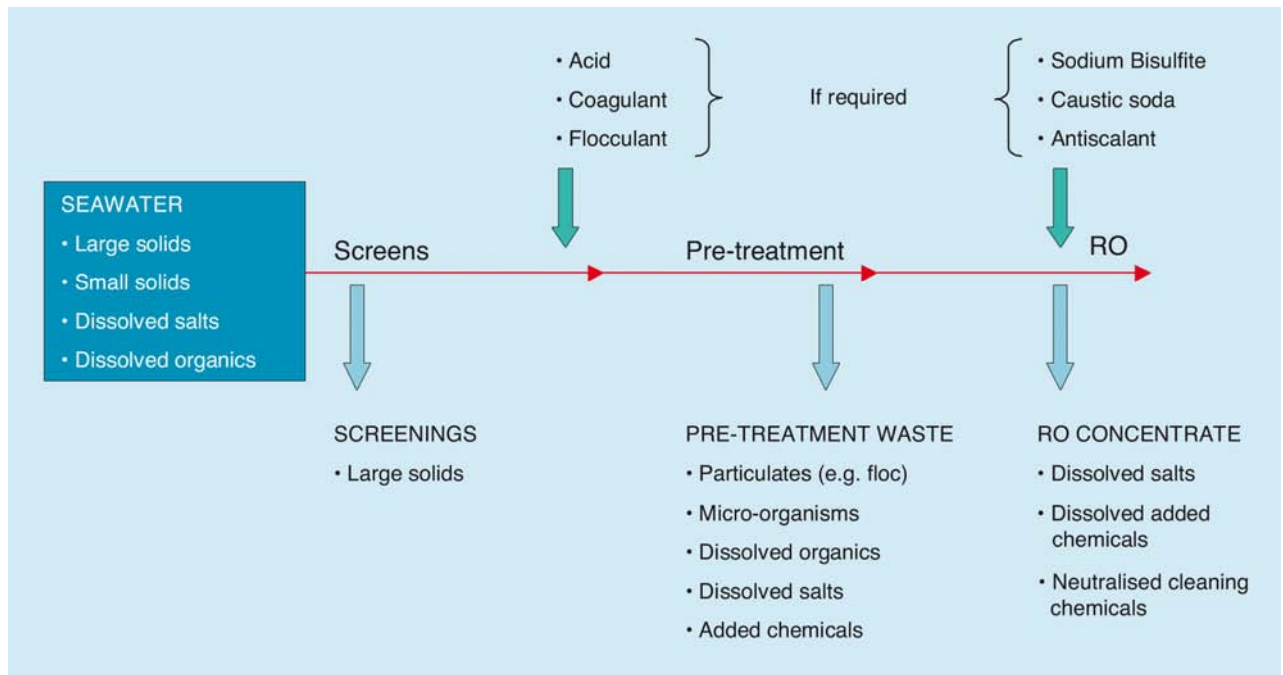 • Acid
• Coagulant
• Flocculant
If required
• Sodium Bisulfite
• Caustic soda
• Antiscalant
SEAWATER
• Large solids
• Small solids
• Dissolved salts
• Dissolved organics
Screens
Pre-treatment
RO
SCREENINGS
• Large solids
PRE-TREATMENT WASTE
• Particulates (e.g. floc)
• Micro-organisms
• Dissolved organics
• Dissolved salts
• Added chemicals
RO CONCENTRATE
• Dissolved salts
• Dissolved added
chemicals
• Neutralised cleaning
chemicals